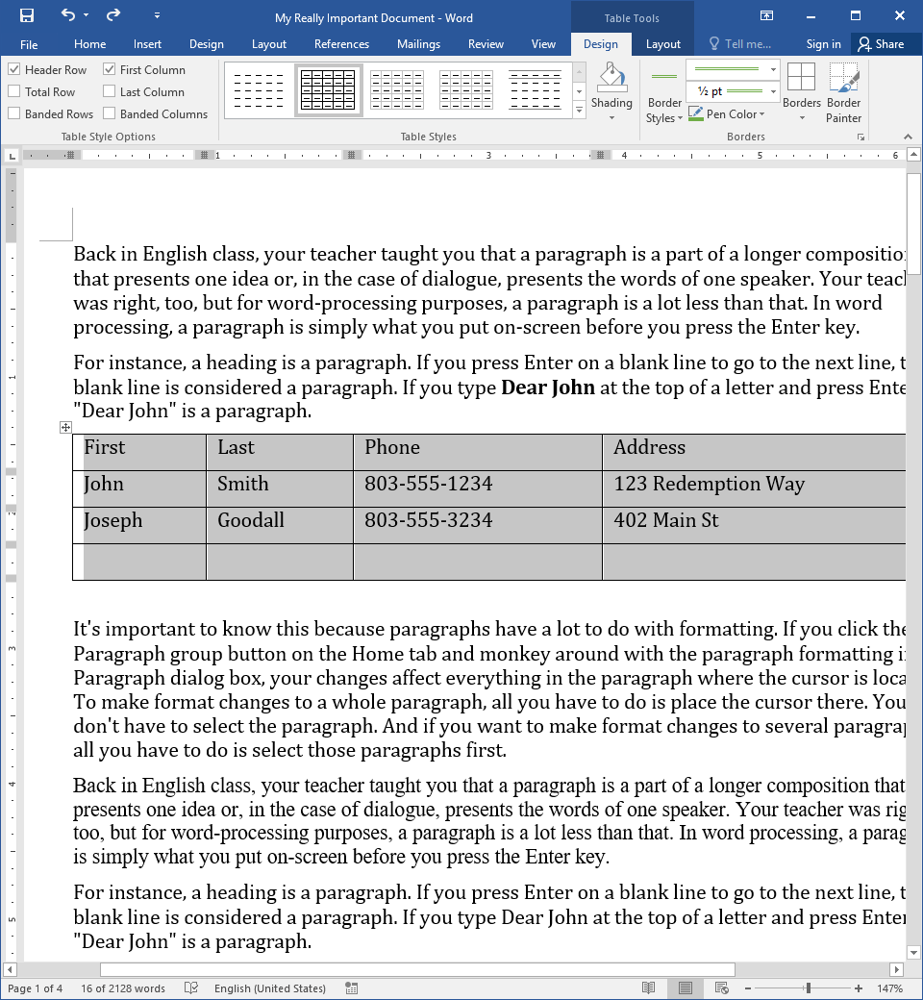 My Really Important Document - Word
Table Tools
File Home Insert Design Layout References Mailings Review View Design Layout Tell me... Sign in Share
Header Row First Column
Total Row Last Column
Banded Rows Banded Columns
Table Style Options
Table Styles
Shading
Border Styles
½ pt
Pen Color
Borders
Border Painter
Borders
1 3 4 5 6
Back in English class, your teacher taught you that a paragraph is a part of a longer compositio
that presents one idea or, in the case of dialogue, presents the words of one speaker. Your teac
was right, too, but for word-processing purposes, a paragraph is a lot less than that. In word
processing, a paragraph is simply what you put on-screen before you press the Enter key.
For instance, a heading is a paragraph. If you press Enter on a blank line to go to the next line, t
blank line is considered a paragraph. If you type Dear John at the top of a letter and press Ente
"Dear John" is a paragraph.
First Last Phone Address
John Smith 803-555-1234 123 Redemption Way
Joseph Goodall 803-555-3234 402 Main St
It's important to know this because paragraphs have a lot to do with formatting. If you click the
Paragraph group button on the Home tab and monkey around with the paragraph formatting i
Paragraph dialog box, your changes affect everything in the paragraph where the cursor is loca
To make format changes to a whole paragraph, all you have to do is place the cursor there. You
don't have to select the paragraph. And if you want to make format changes to several paragra
all you have to do is select those paragraphs first.
Back in English class, your teacher taught you that a paragraph is a part of a longer composition that
presents one idea or, in the case of dialogue, presents the words of one speaker. Your teacher was rig
too, but for word-processing purposes, a paragraph is a lot less than that. In word processing, a parag
is simply what you put on-screen before you press the Enter key.
For instance, a heading is a paragraph. If you press Enter on a blank line to go to the next line, t
blank line is considered a paragraph. If you type Dear John at the top of a letter and press Enter
"Dear John" is a paragraph.
Page 1 of 4 16 of 2128 words English (United States) 147%